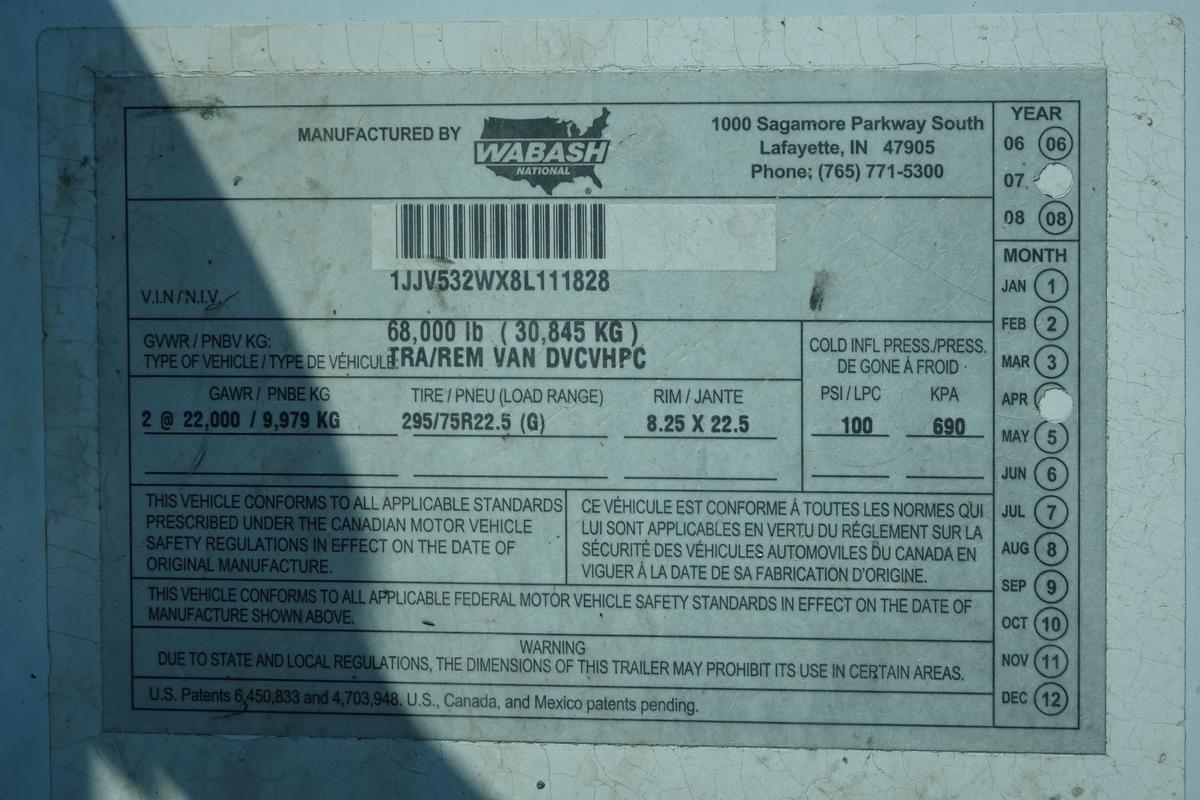 MANUFACTURED BY
WABASH
NATIONAL
®
1000 Sagamore Parkway South
Lafayette, IN 47905
Phone: (765) 771-5300
1JJV532WX8L111828
V.I.N / N.I.V.
GVWR / PNBV KG: 68,000 lb ( 30,845 KG )
TYPE OF VEHICLE / TYPE DE VÉHICULE: TRA/REM VAN DVCVHPC
COLD INFL PRESS./PRESS.
DE GONE À FROID
GAWR / PNBE KG TIRE / PNEU (LOAD RANGE) RIM / JANTE PSI / LPC KPA
2 @ 22,000 / 9,979 KG 295/75R22.5 (G) 8.25 X 22.5 100 690
THIS VEHICLE CONFORMS TO ALL APPLICABLE STANDARDS
PRESCRIBED UNDER THE CANADIAN MOTOR VEHICLE
SAFETY REGULATIONS IN EFFECT ON THE DATE OF
ORIGINAL MANUFACTURE.
CE VÉHICULE EST CONFORME À TOUTES LES NORMES QUI
LUI SONT APPLICABLES EN VERTU DU RÉGLEMENT SUR LA
SÉCURITÉ DES VÉHICULES AUTOMOVILES DU CANADA EN
VIGUER À LA DATE DE SA FABRICATION D'ORIGINE.
THIS VEHICLE CONFORMS TO ALL APPLICABLE FEDERAL MOTOR VEHICLE SAFETY STANDARDS IN EFFECT ON THE DATE OF
MANUFACTURE SHOWN ABOVE.
WARNING
DUE TO STATE AND LOCAL REGULATIONS, THE DIMENSIONS OF THIS TRAILER MAY PROHIBIT ITS USE IN CERTAIN AREAS.
U.S. Patents 6,450,833 and 4,703,948. U.S., Canada, and Mexico patents pending.
YEAR
06 06
07
08 08
MONTH
JAN 1
FEB 2
MAR 3
APR
MAY 5
JUN 6
JUL 7
AUG 8
SEP 9
OCT 10
NOV 11
DEC 12